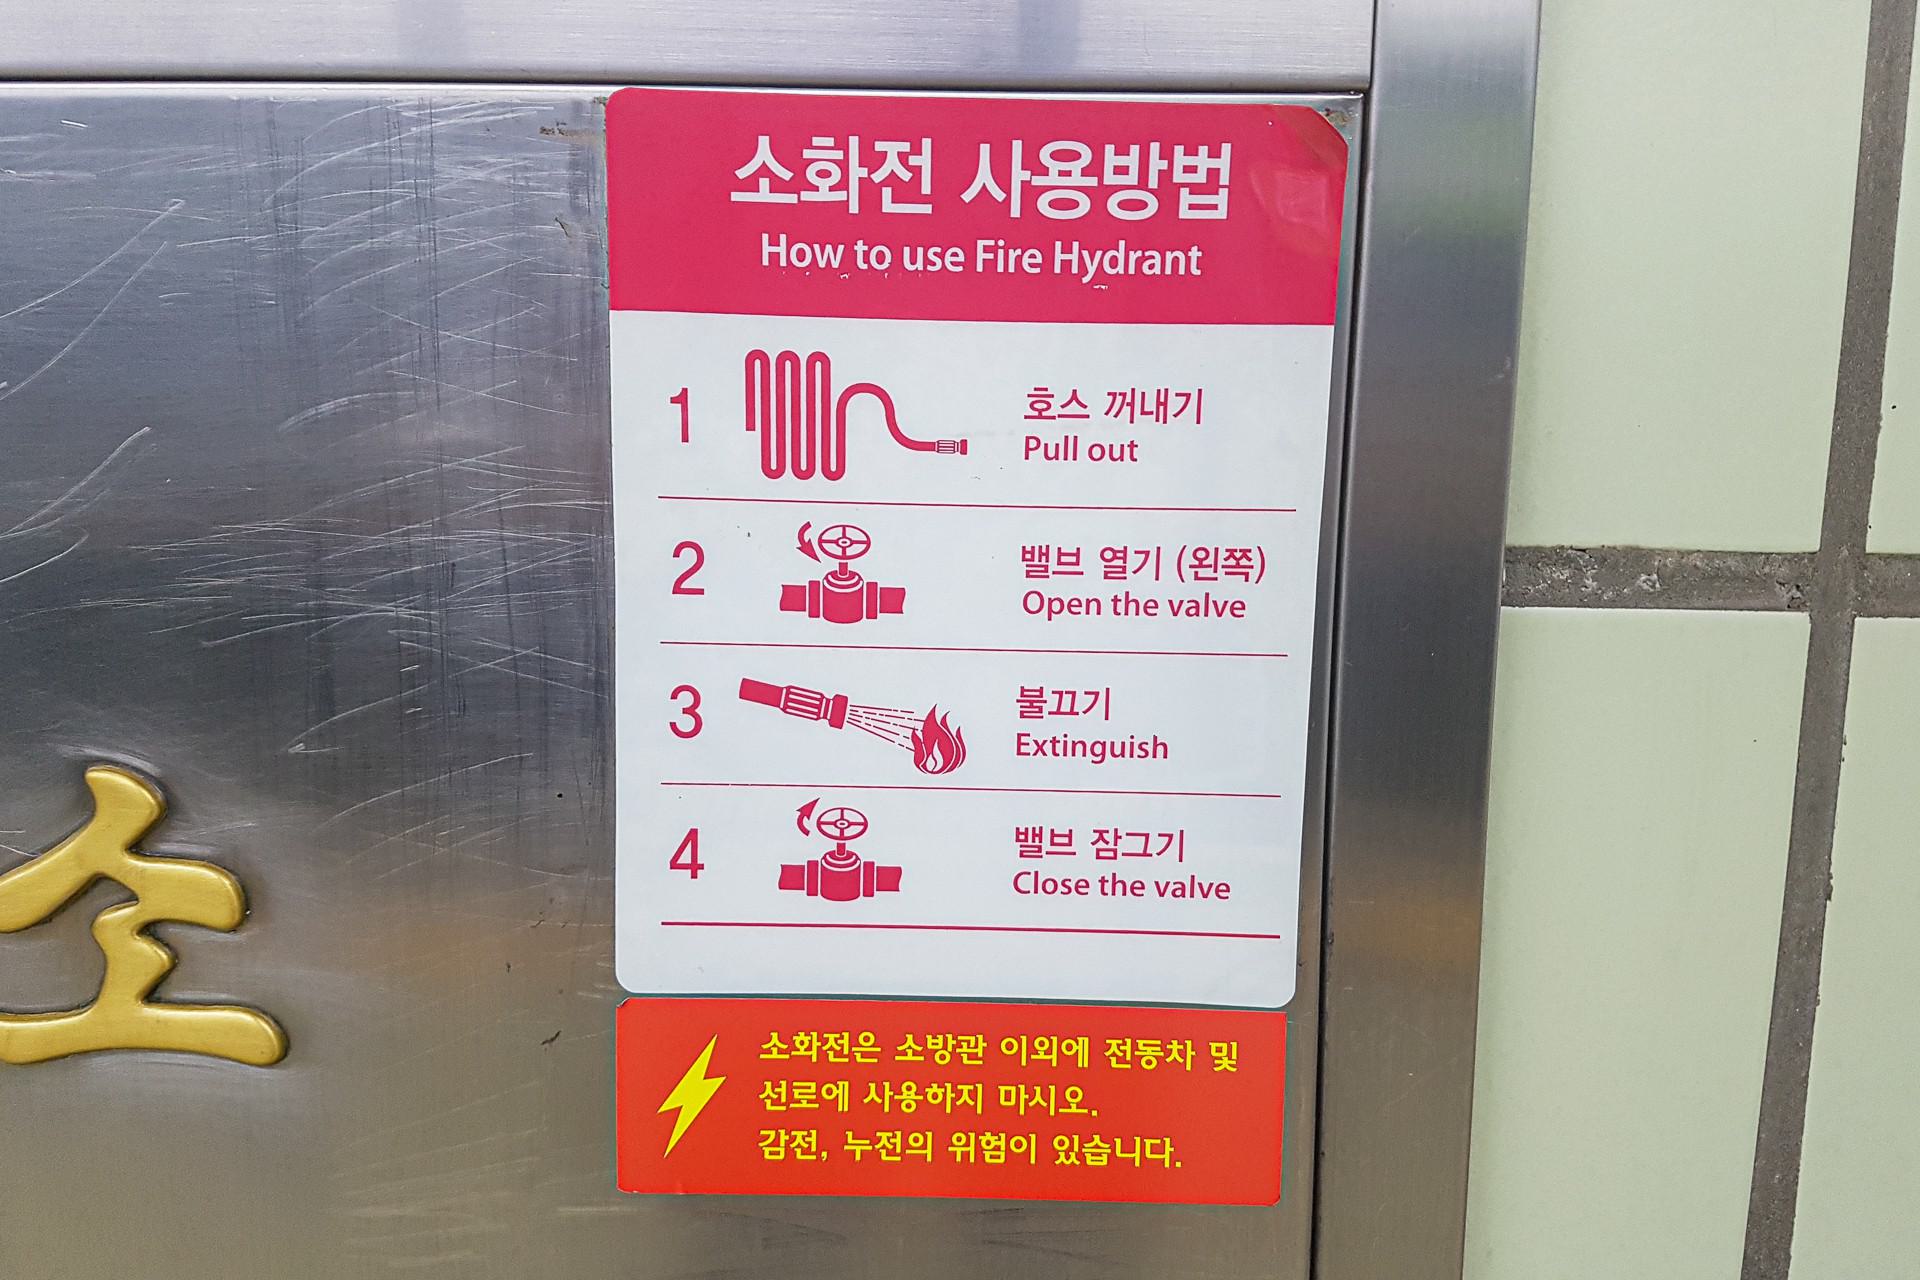 소화전 사용방법
How to use Fire Hydrant
1
호스 꺼내기
Pull out
2
밸브 열기 (왼쪽)
Open the valve
3
불끄기
Extinguish
4
밸브 잠그기
Close the valve
소화전은 소방관 이외에 전동차 및
선로에 사용하지 마시오.
감전, 누전의 위험이 있습니다.
소